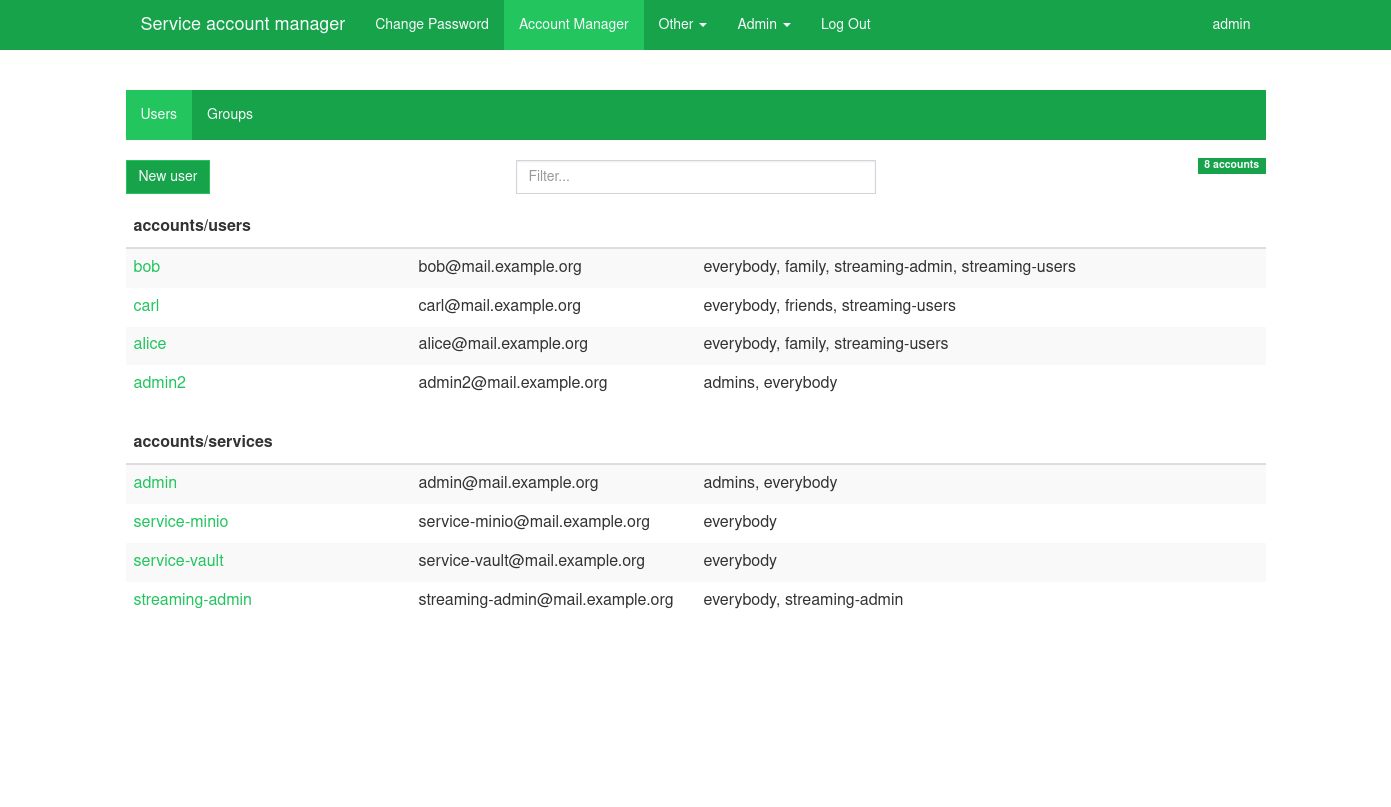 Service account manager Change Password Account Manager Other Admin Log Out admin
Users Groups
New user Filter... 8 accounts
accounts/users
bob bob@mail.example.org everybody, family, streaming-admin, streaming-users
carl carl@mail.example.org everybody, friends, streaming-users
alice alice@mail.example.org everybody, family, streaming-users
admin2 admin2@mail.example.org admins, everybody
accounts/services
admin admin@mail.example.org admins, everybody
service-minio service-minio@mail.example.org everybody
service-vault service-vault@mail.example.org everybody
streaming-admin streaming-admin@mail.example.org everybody, streaming-admin